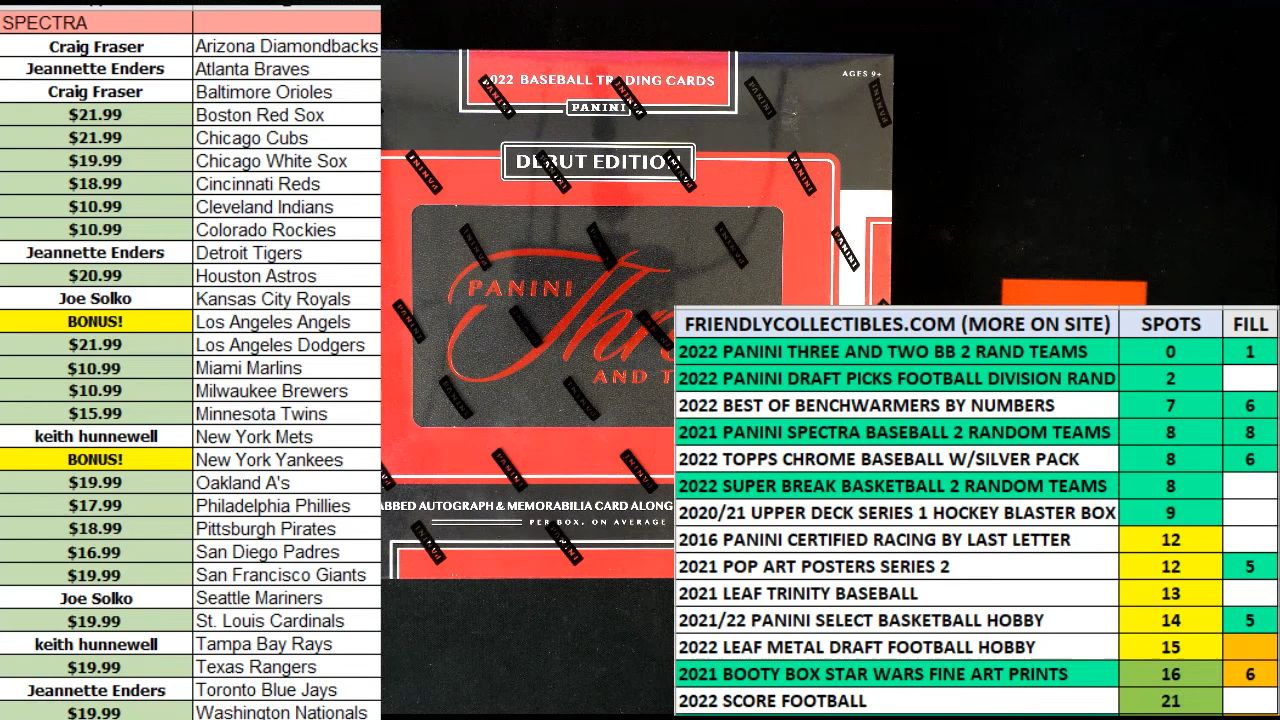 SPECTRA
Craig Fraser Arizona Diamondbacks
Jeannette Enders Atlanta Braves
Craig Fraser Baltimore Orioles
$21.99 Boston Red Sox
$21.99 Chicago Cubs
$19.99 Chicago White Sox
$18.99 Cincinnati Reds
$10.99 Cleveland Indians
$10.99 Colorado Rockies
Jeannette Enders Detroit Tigers
$20.99 Houston Astros
Joe Solko Kansas City Royals
BONUS! Los Angeles Angels
$21.99 Los Angeles Dodgers
$10.99 Miami Marlins
$10.99 Milwaukee Brewers
$15.99 Minnesota Twins
keith hunnewell New York Mets
BONUS! New York Yankees
$19.99 Oakland A's
$17.99 Philadelphia Phillies
$18.99 Pittsburgh Pirates
$16.99 San Diego Padres
$19.99 San Francisco Giants
Joe Solko Seattle Mariners
$19.99 St. Louis Cardinals
keith hunnewell Tampa Bay Rays
$19.99 Texas Rangers
Jeannette Enders Toronto Blue Jays
$19.99 Washington Nationals
2022 BASEBALL TRADING CARDS
PANINI
AGES 9+
DEBUT EDITION
PANINI
AND
AUTOGRAPH & MEMORABILIA CARD ALONG
PER BOX, ON AVERAGE
FRIENDLYCOLLECTIBLES.COM (MORE ON SITE) SPOTS FILL
2022 PANINI THREE AND TWO BB 2 RAND TEAMS 0 1
2022 PANINI DRAFT PICKS FOOTBALL DIVISION RAND 2
2022 BEST OF BENCHWARMERS BY NUMBERS 7 6
2021 PANINI SPECTRA BASEBALL 2 RANDOM TEAMS 8 8
2022 TOPPS CHROME BASEBALL W/SILVER PACK 8 6
2022 SUPER BREAK BASKETBALL 2 RANDOM TEAMS 8
2020/21 UPPER DECK SERIES 1 HOCKEY BLASTER BOX 9
2016 PANINI CERTIFIED RACING BY LAST LETTER 12
2021 POP ART POSTERS SERIES 2 12 5
2021 LEAF TRINITY BASEBALL 13
2021/22 PANINI SELECT BASKETBALL HOBBY 14 5
2022 LEAF METAL DRAFT FOOTBALL HOBBY 15
2021 BOOTY BOX STAR WARS FINE ART PRINTS 16 6
2022 SCORE FOOTBALL 21